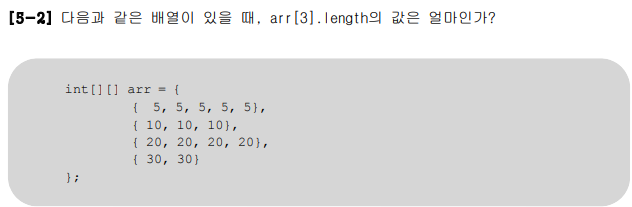 [5-2] 다음과 같은 배열이 있을 때, arr[3].length의 값은 얼마인가?
int[][] arr = {
{ 5, 5, 5, 5, 5},
{ 10, 10, 10},
{ 20, 20, 20, 20},
{ 30, 30}
};